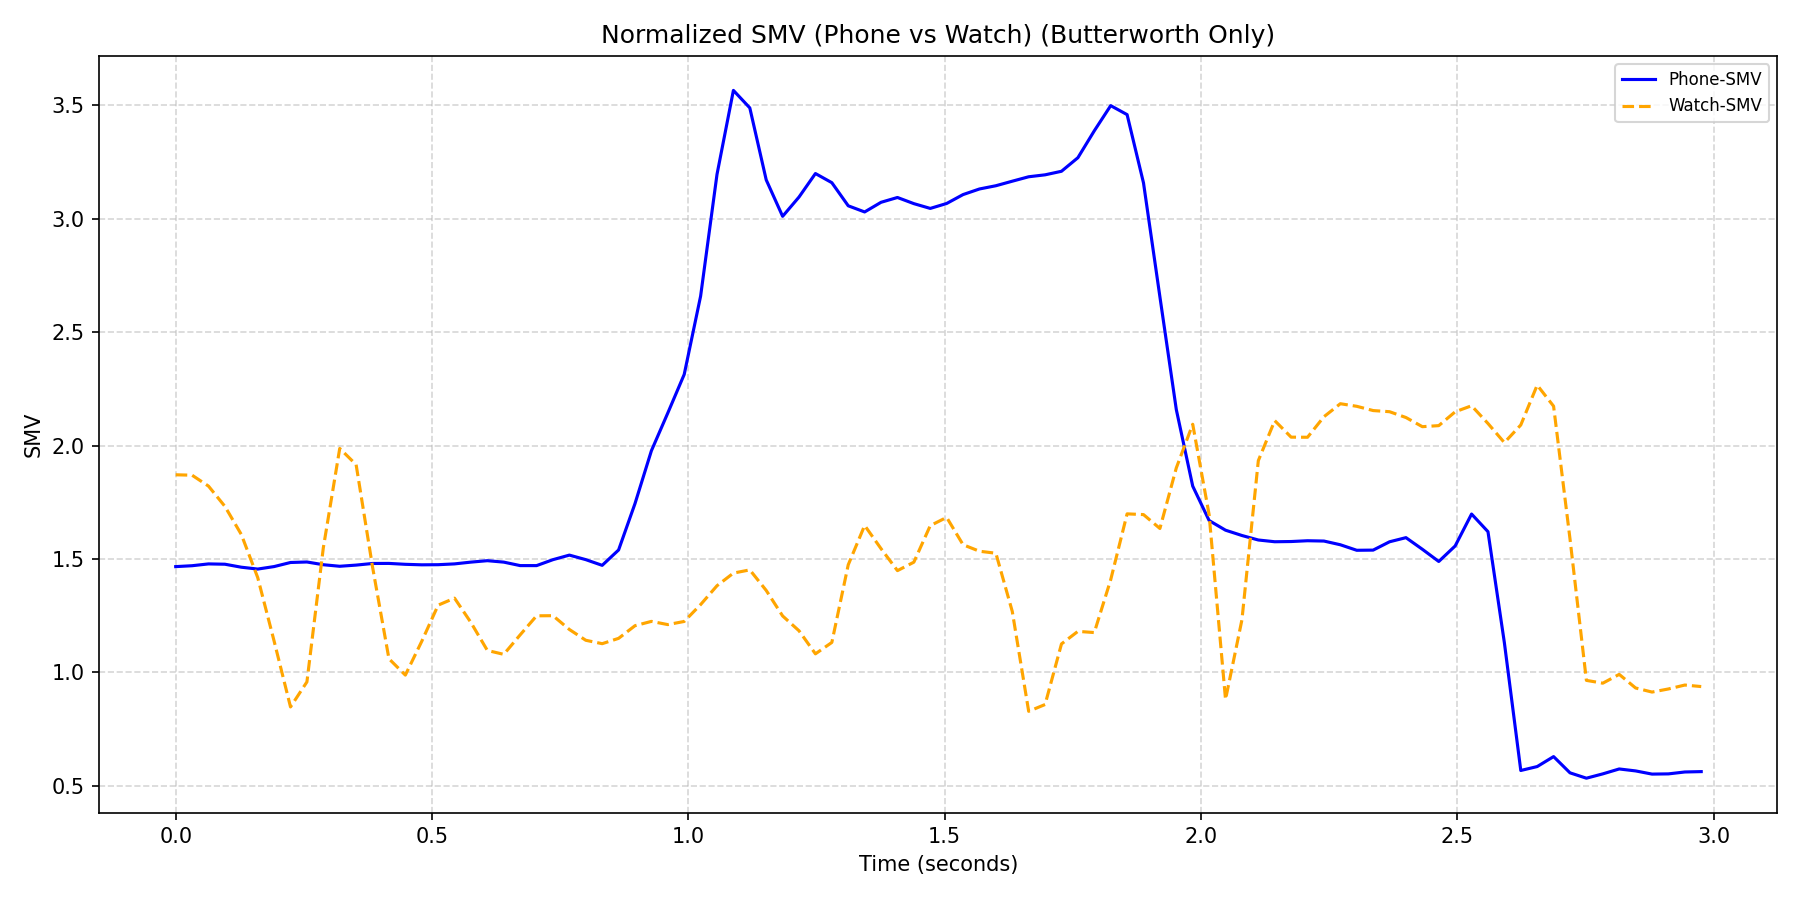 Normalized SMV (Phone vs Watch) (Butterworth Only)
Phone-SMV
Watch-SMV
3.5
3.0
2.5
2.0
1.5
1.0
0.5
SMV
0.0 0.5 1.0 1.5 2.0 2.5 3.0
Time (seconds)